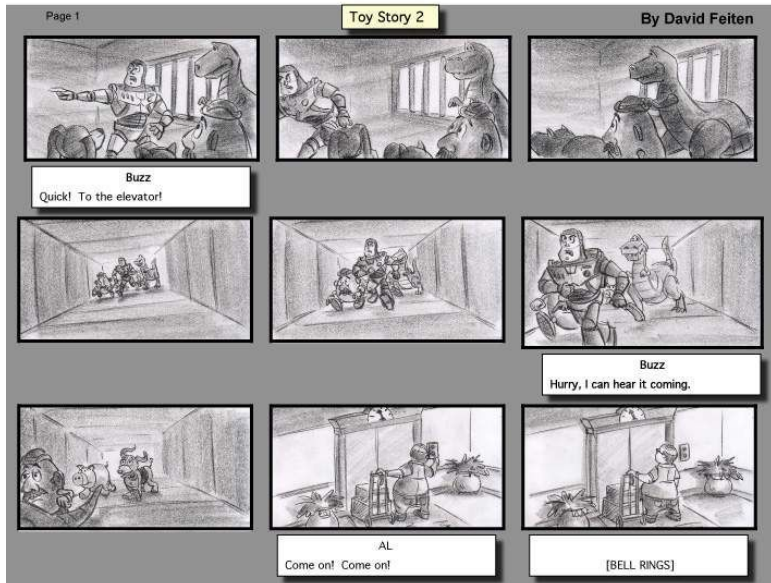 Page 1
Toy Story 2
By David Feiten
Buzz
Quick! To the elevator!
Buzz
Hurry, I can hear it coming.
AL
Come on! Come on!
[BELL RINGS]